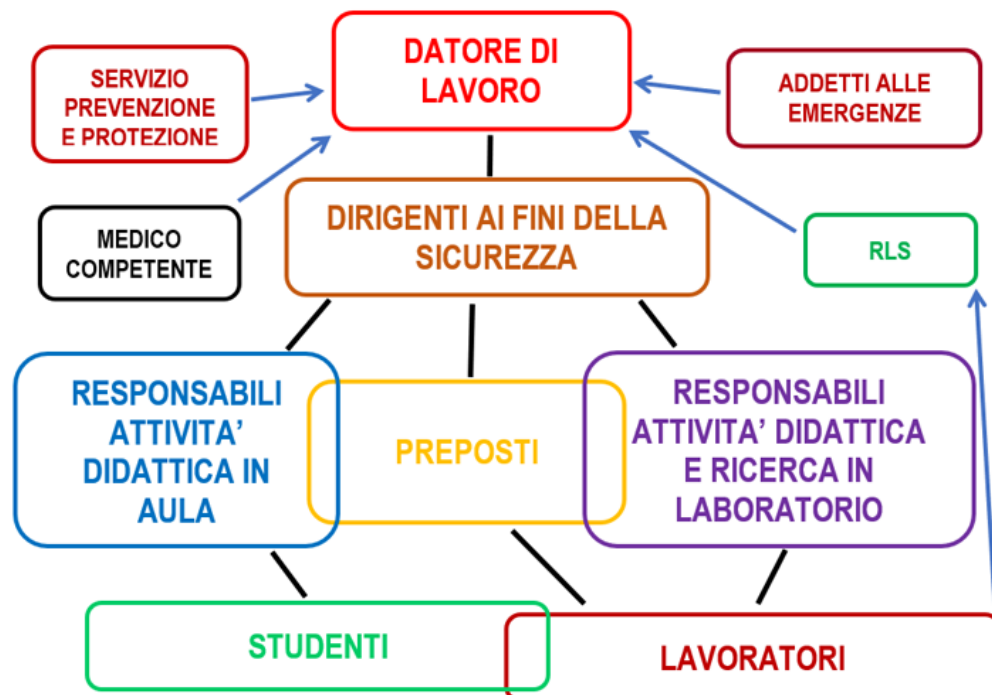 DATORE DI
LAVORO
SERVIZIO
PREVENZIONE
E PROTEZIONE
ADDETTI ALLE
EMERGENZE
DIRIGENTI AI FINI DELLA
SICUREZZA
MEDICO
COMPETENTE
RLS
RESPONSABILI
ATTIVITA’
DIDATTICA IN
AULA
PREPOSTI
RESPONSABILI
ATTIVITA’ DIDATTICA
E RICERCA IN
LABORATORIO
STUDENTI
LAVORATORI